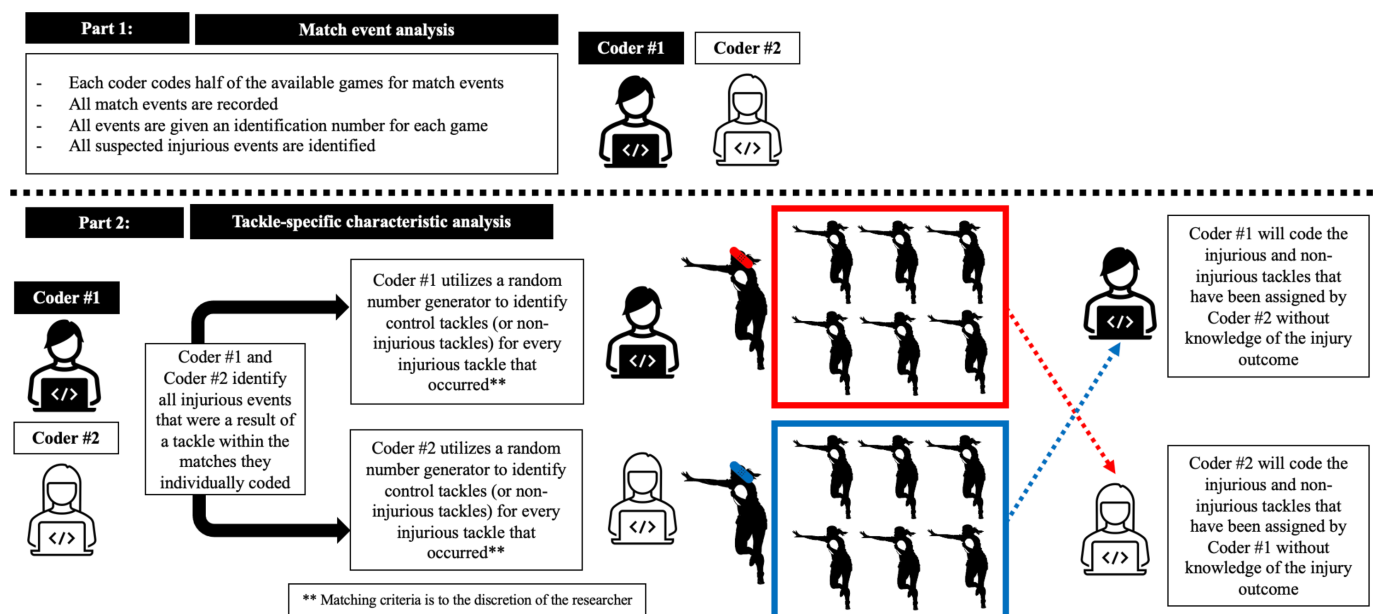 Part 1:
Match event analysis
- Each coder codes half of the available games for match events
- All match events are recorded
- All events are given an identification number for each game
- All suspected injurious events are identified
Coder #1
Coder #2
</>
</>
Part 2:
Tackle-specific characteristic analysis
Coder #1
</>
Coder #2
</>
Coder #1 and
Coder #2 identify
all injurious events
that were a result of
a tackle within the
matches they
individually coded
Coder #1 utilizes a random
number generator to identify
control tackles (or non-
injurious tackles) for every
injurious tackle that
occurred**
</>
Coder #2 utilizes a random
number generator to identify
control tackles (or non-
injurious tackles) for every
injurious tackle that
occurred**
</>
** Matching criteria is to the discretion of the researcher
</>
Coder #1 will code the
injurious and non-
injurious tackles that
have been assigned by
Coder #2 without
knowledge of the injury
outcome
</>
Coder #2 will code the
injurious and non-
injurious tackles that
have been assigned by
Coder #1 without
knowledge of the injury
outcome